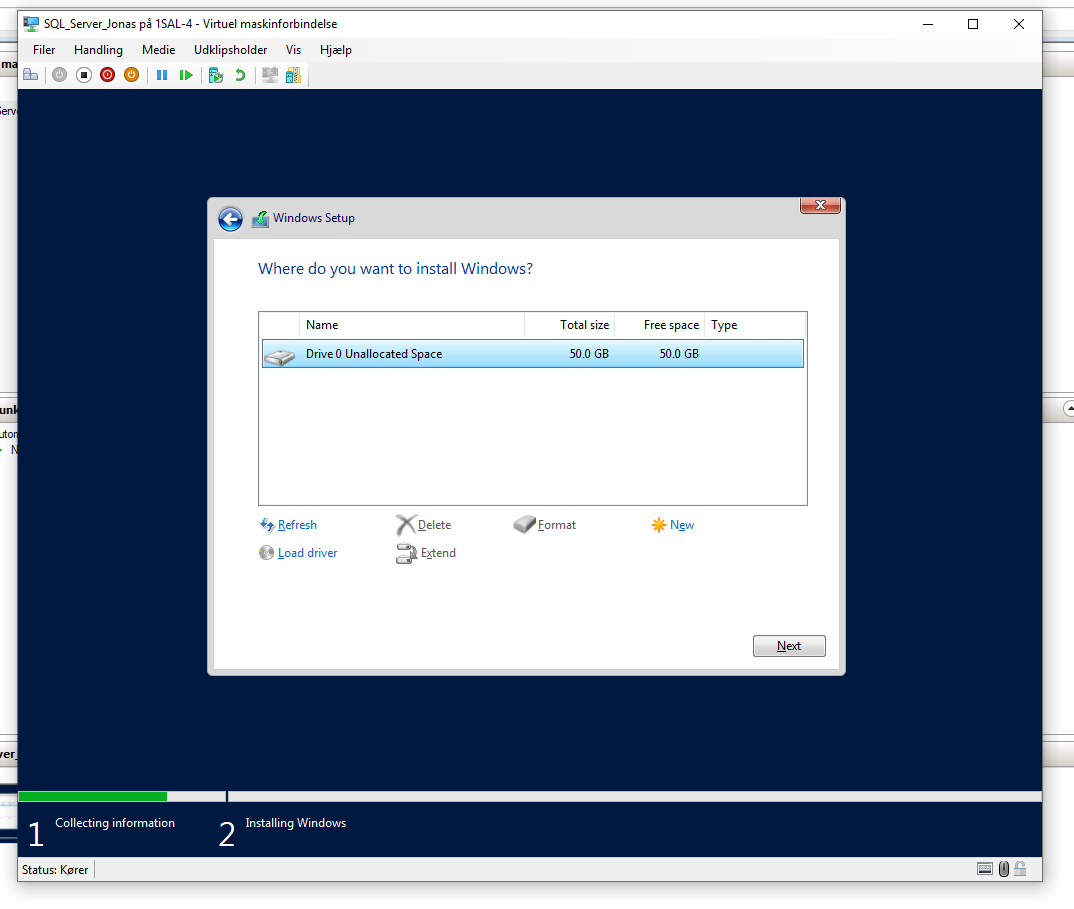 SQL_Server_Jonas på 1SAL-4 - Virtuel maskinforbindelse
Filer Handling Medie Udklipsholder Vis Hjælp
Windows Setup
Where do you want to install Windows?
Name Total size Free space Type
Drive 0 Unallocated Space 50.0 GB 50.0 GB
Refresh Delete Format New
Load driver Extend
Next
1 Collecting information 2 Installing Windows
Status: Kører